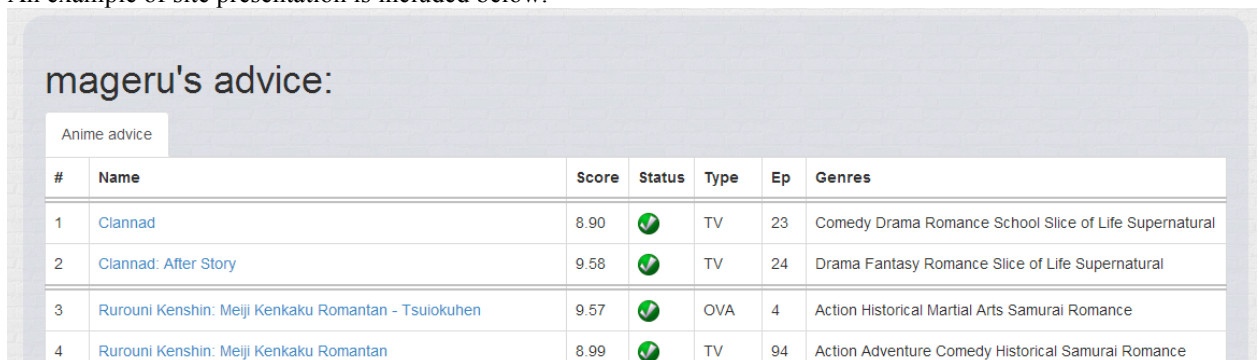 An example of site presentation is included below.
mageru's advice:
Anime advice
# Name Score Status Type Ep Genres
1 Clannad 8.90 TV 23 Comedy Drama Romance School Slice of Life Supernatural
2 Clannad: After Story 9.58 TV 24 Drama Fantasy Romance Slice of Life Supernatural
3 Rurouni Kenshin: Meiji Kenkaku Romantan - Tsuiokuhen 9.57 OVA 4 Action Historical Martial Arts Samurai Romance
4 Rurouni Kenshin: Meiji Kenkaku Romantan 8.99 TV 94 Action Adventure Comedy Historical Samurai Romance